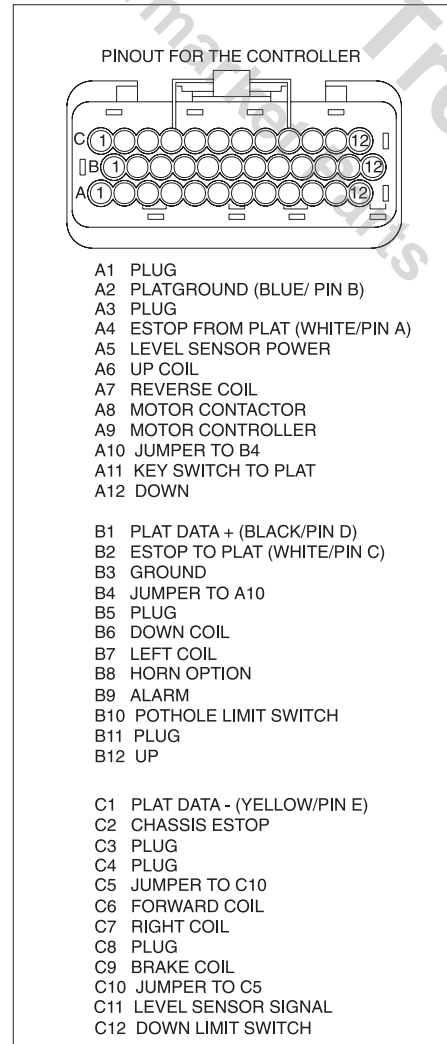 PINOUT FOR THE CONTROLLER
C 1 12
B 1 12
A 1 12
A1 PLUG
A2 PLATGROUND (BLUE/ PIN B)
A3 PLUG
A4 ESTOP FROM PLAT (WHITE/PIN A)
A5 LEVEL SENSOR POWER
A6 UP COIL
A7 REVERSE COIL
A8 MOTOR CONTACTOR
A9 MOTOR CONTROLLER
A10 JUMPER TO B4
A11 KEY SWITCH TO PLAT
A12 DOWN
B1 PLAT DATA + (BLACK/PIN D)
B2 ESTOP TO PLAT (WHITE/PIN C)
B3 GROUND
B4 JUMPER TO A10
B5 PLUG
B6 DOWN COIL
B7 LEFT COIL
B8 HORN OPTION
B9 ALARM
B10 POTHOLE LIMIT SWITCH
B11 PLUG
B12 UP
C1 PLAT DATA - (YELLOW/PIN E)
C2 CHASSIS ESTOP
C3 PLUG
C4 PLUG
C5 JUMPER TO C10
C6 FORWARD COIL
C7 RIGHT COIL
C8 PLUG
C9 BRAKE COIL
C10 JUMPER TO C5
C11 LEVEL SENSOR SIGNAL
C12 DOWN LIMIT SWITCH